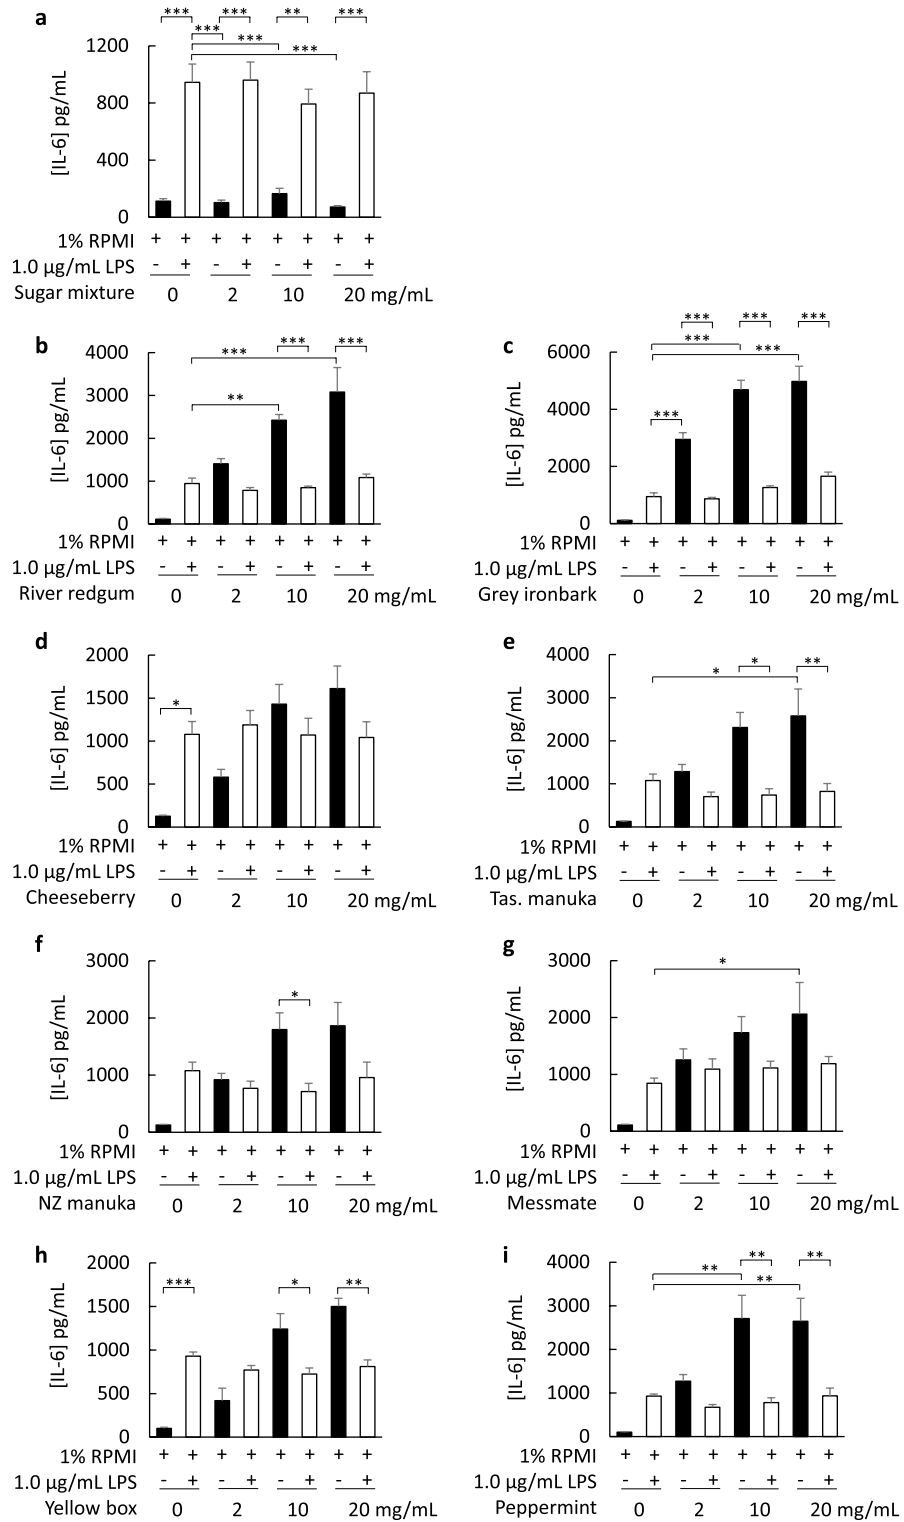 a
*** *** ** ***
***
***
***
1200
800
400
0
[IL-6] pg/mL
1% RPMI + + + + + + + +
1.0 µg/mL LPS - + - + - + - +
Sugar mixture 0 2 10 20 mg/mL
b
*** *** ***
**
4000
3000
2000
1000
0
[IL-6] pg/mL
1% RPMI + + + + + + + +
1.0 µg/mL LPS - + - + - + - +
River redgum 0 2 10 20 mg/mL
c
*** *** ***
***
***
***
6000
4000
2000
0
[IL-6] pg/mL
1% RPMI + + + + + + + +
1.0 µg/mL LPS - + - + - + - +
Grey ironbark 0 2 10 20 mg/mL
d
*
2000
1500
1000
500
0
[IL-6] pg/mL
1% RPMI + + + + + + + +
1.0 µg/mL LPS - + - + - + - +
Cheeseberry 0 2 10 20 mg/mL
e
* * **
4000
3000
2000
1000
0
[IL-6] pg/mL
1% RPMI + + + + + + + +
1.0 µg/mL LPS - + - + - + - +
Tas. manuka 0 2 10 20 mg/mL
f
*
3000
2000
1000
0
[IL-6] pg/mL
1% RPMI + + + + + + + +
1.0 µg/mL LPS - + - + - + - +
NZ manuka 0 2 10 20 mg/mL
g
*
3000
2000
1000
0
[IL-6] pg/mL
1% RPMI + + + + + + + +
1.0 µg/mL LPS - + - + - + - +
Messmate 0 2 10 20 mg/mL
h
*** * **
2000
1500
1000
500
0
[IL-6] pg/mL
1% RPMI + + + + + + + +
1.0 µg/mL LPS - + - + - + - +
Yellow box 0 2 10 20 mg/mL
i
** ** **
**
4000
3000
2000
1000
0
[IL-6] pg/mL
1% RPMI + + + + + + + +
1.0 µg/mL LPS - + - + - + - +
Peppermint 0 2 10 20 mg/mL